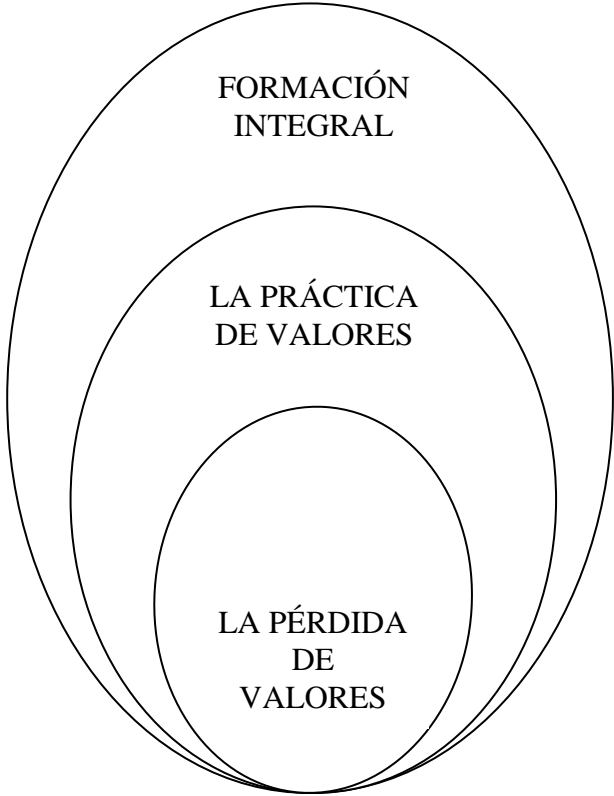 FORMACIÓN
INTEGRAL
LA PRÁCTICA
DE VALORES
LA PÉRDIDA
DE
VALORES